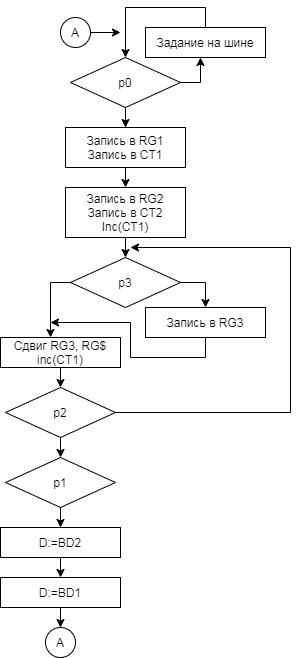 A
Задание на шине
p0
Запись в RG1
Запись в CT1
Запись в RG2
Запись в CT2
Inc(CT1)
p3
Запись в RG3
Сдвиг RG3, RG$
inc(CT1)
p2
p1
D:=BD2
D:=BD1
A